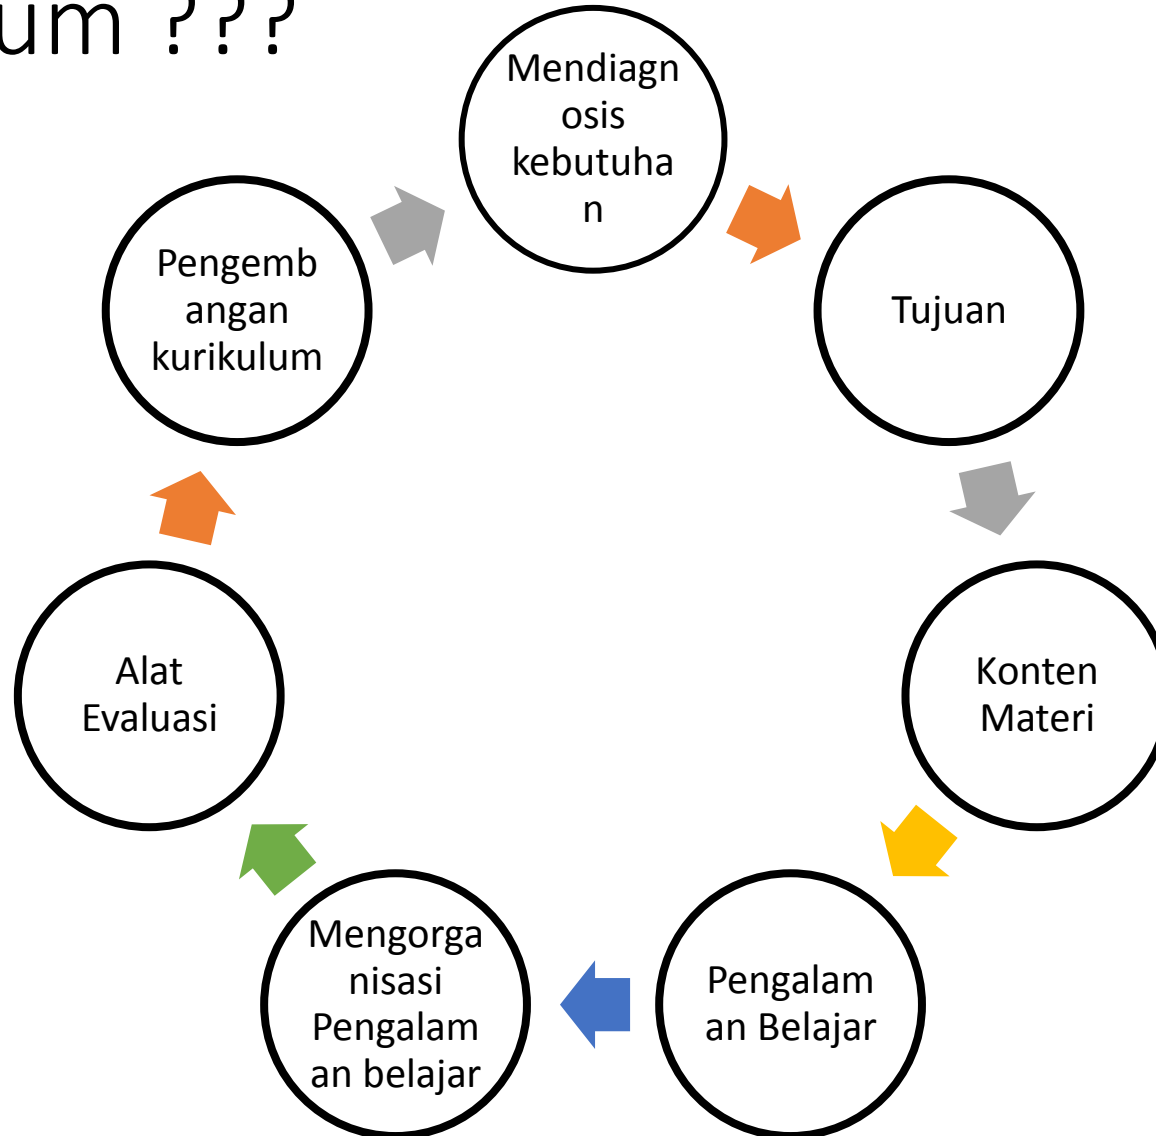 um ???
Mendiagn
osis
kebutuha
n
Tujuan
Konten
Materi
Pengalam
an Belajar
Mengorga
nisasi
Pengalam
an belajar
Alat
Evaluasi
Pengemb
angan
kurikulum